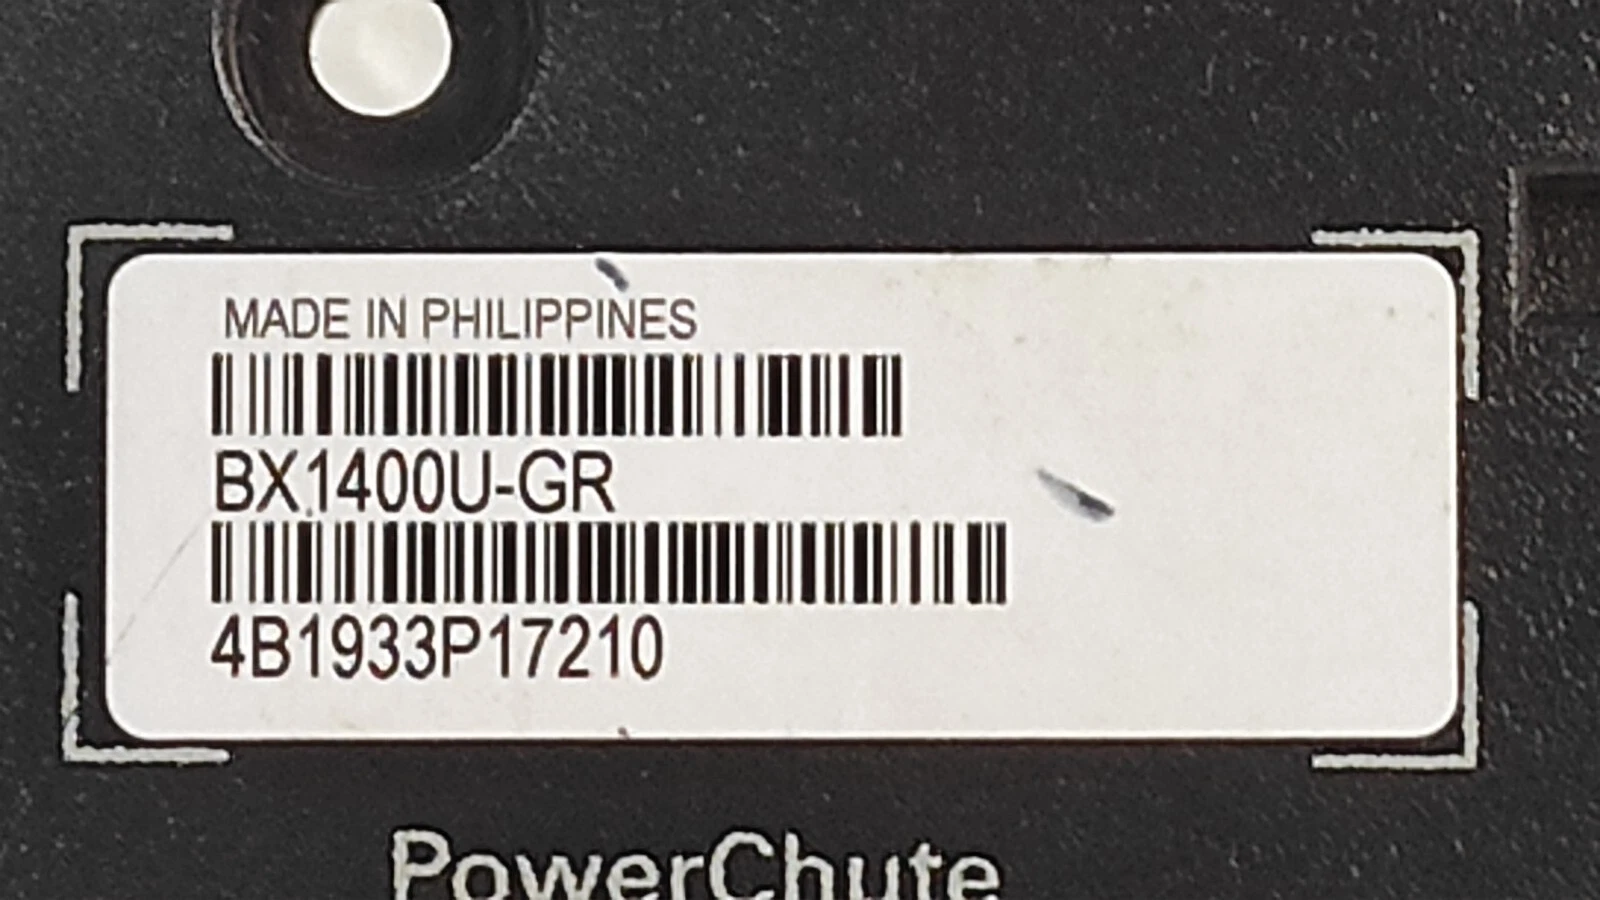 MADE IN PHILIPPINES
BX1400U-GR
4B1933P17210
PowerChute